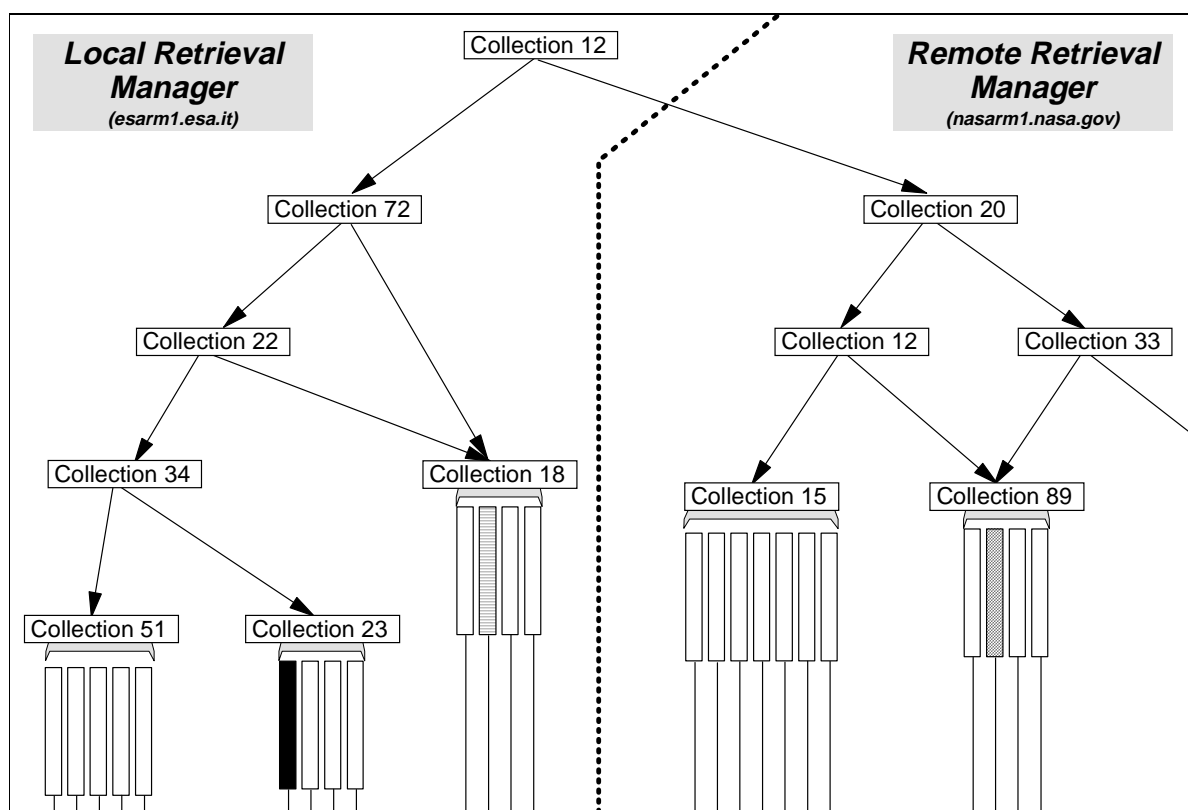 Local Retrieval
Manager
(esarm1.esa.it)
Collection 12
Remote Retrieval
Manager
(nasarm1.nasa.gov)
Collection 72
Collection 20
Collection 22
Collection 12
Collection 33
Collection 34
Collection 18
Collection 15
Collection 89
Collection 51
Collection 23